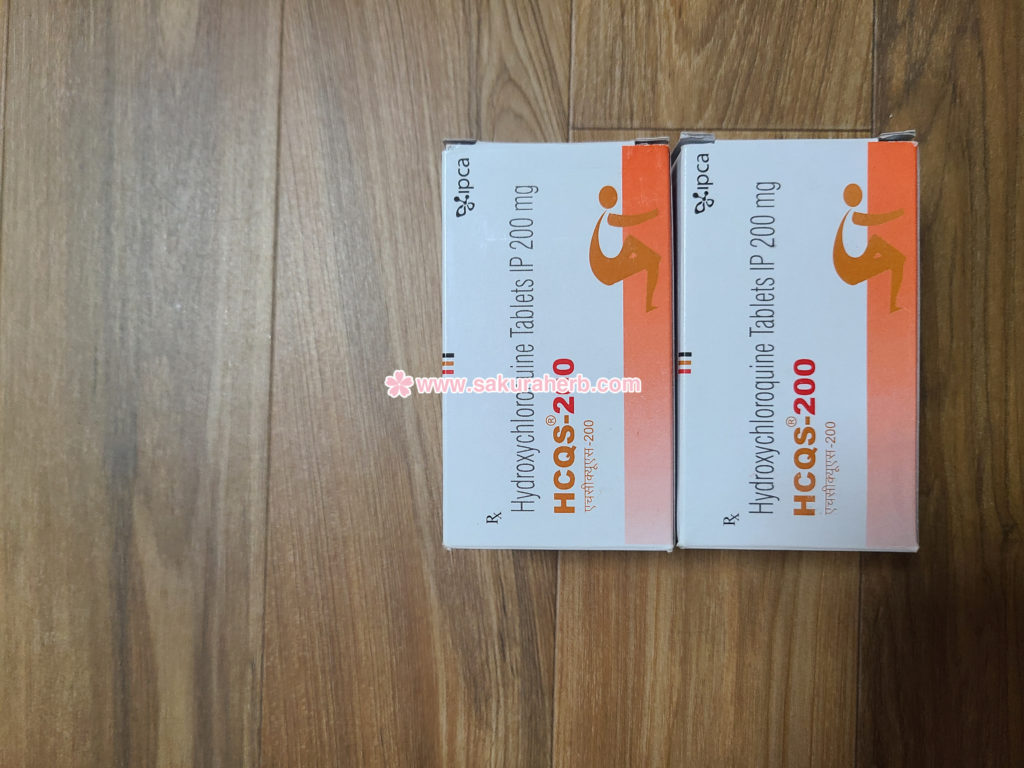 ipca
Rx
Hydroxychloroquine Tablets IP 200 mg
HCQS®-200
एचसीक्यूएस-200
www.sakuraherb.com
ipca
Rx
Hydroxychloroquine Tablets IP 200 mg
HCQS®-200
एचसीक्यूएस-200